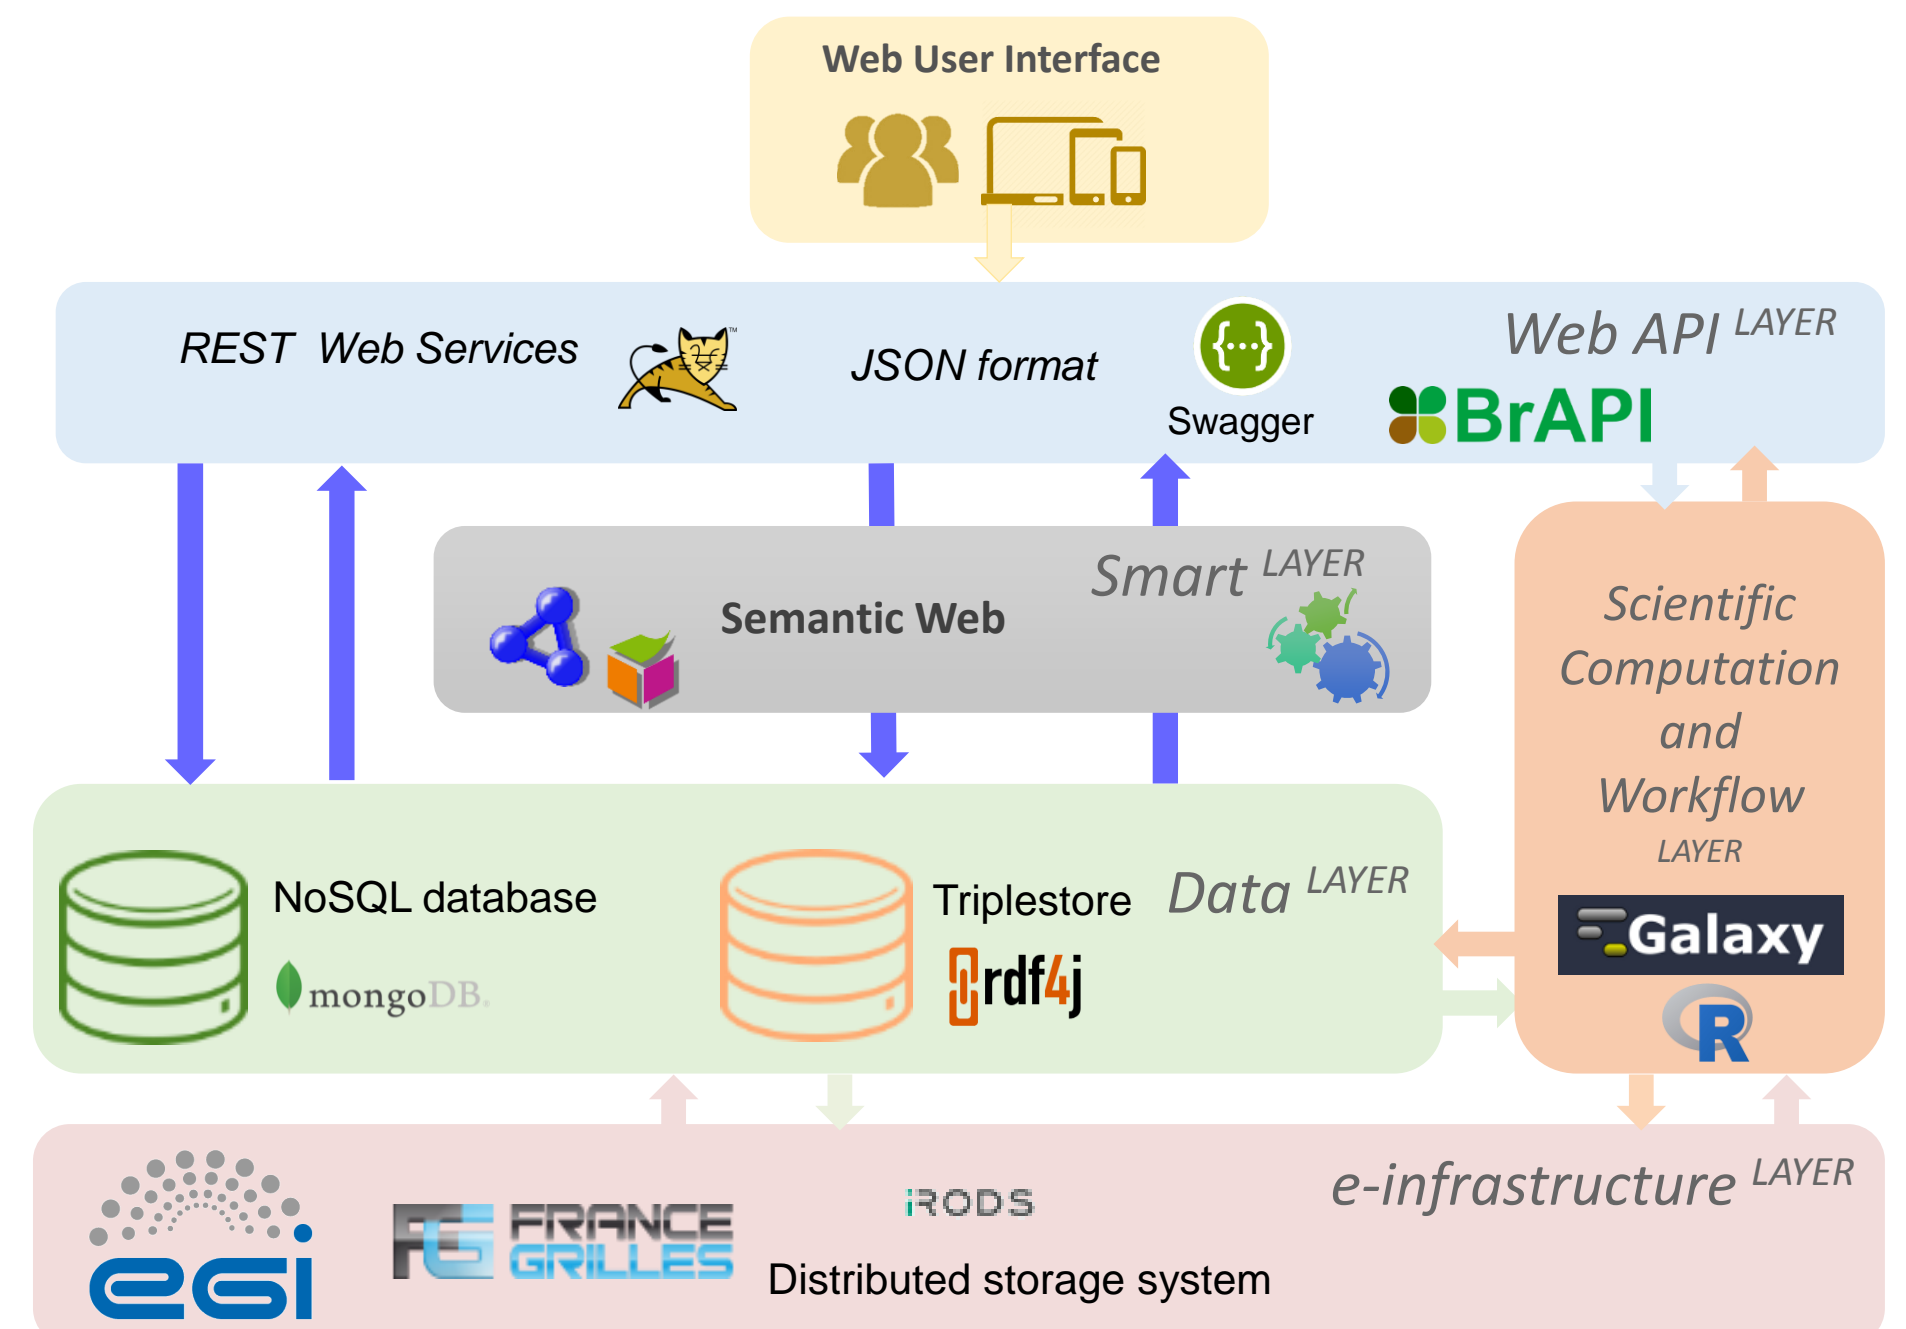 Web User Interface
REST Web Services
TM
JSON format
{···}
Swagger
Web API LAYER
BrAPI
Smart LAYER
Semantic Web
Scientific
Computation
and
Workflow
LAYER
Galaxy
R
NoSQL database
mongoDB.
Triplestore
rdf4j
Data LAYER
e-infrastructure LAYER
egi
FG FRANCE
GRILLES
iRODS
Distributed storage system